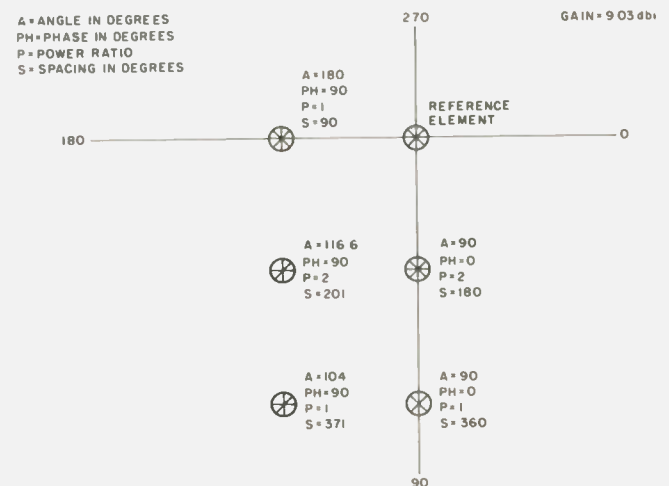 A=ANGLE IN DEGREES
PH=PHASE IN DEGREES
P=POWER RATIO
S=SPACING IN DEGREES
270
GAIN=9 03 dbi
A=180
PH=90
P=1
S=90
REFERENCE
ELEMENT
180
0
A=116 6
PH=90
P=2
S=201
A=90
PH=0
P=2
S=180
A=104
PH=90
P=1
S=371
A=90
PH=0
P=1
S=360
90